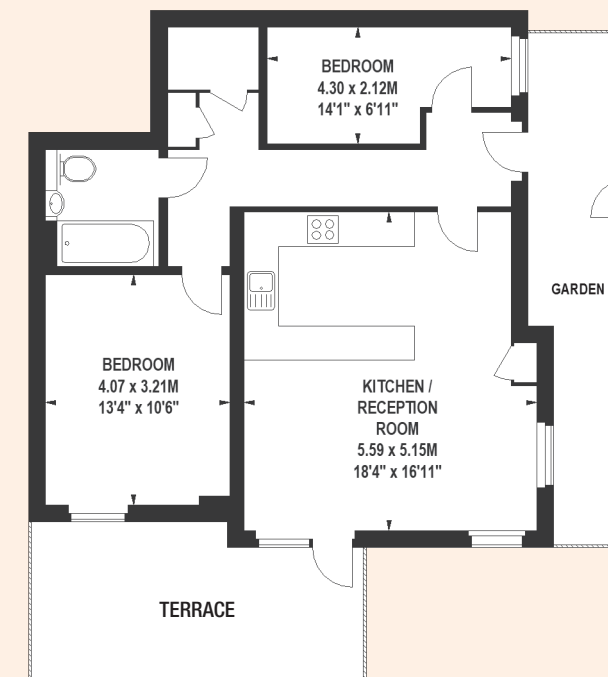 BEDROOM
4.30 x 2.12M
14'1" x 6'11"
GARDEN
BEDROOM
4.07 x 3.21M
13'4" x 10'6"
KITCHEN /
RECEPTION
ROOM
5.59 x 5.15M
18'4" x 16'11"
TERRACE